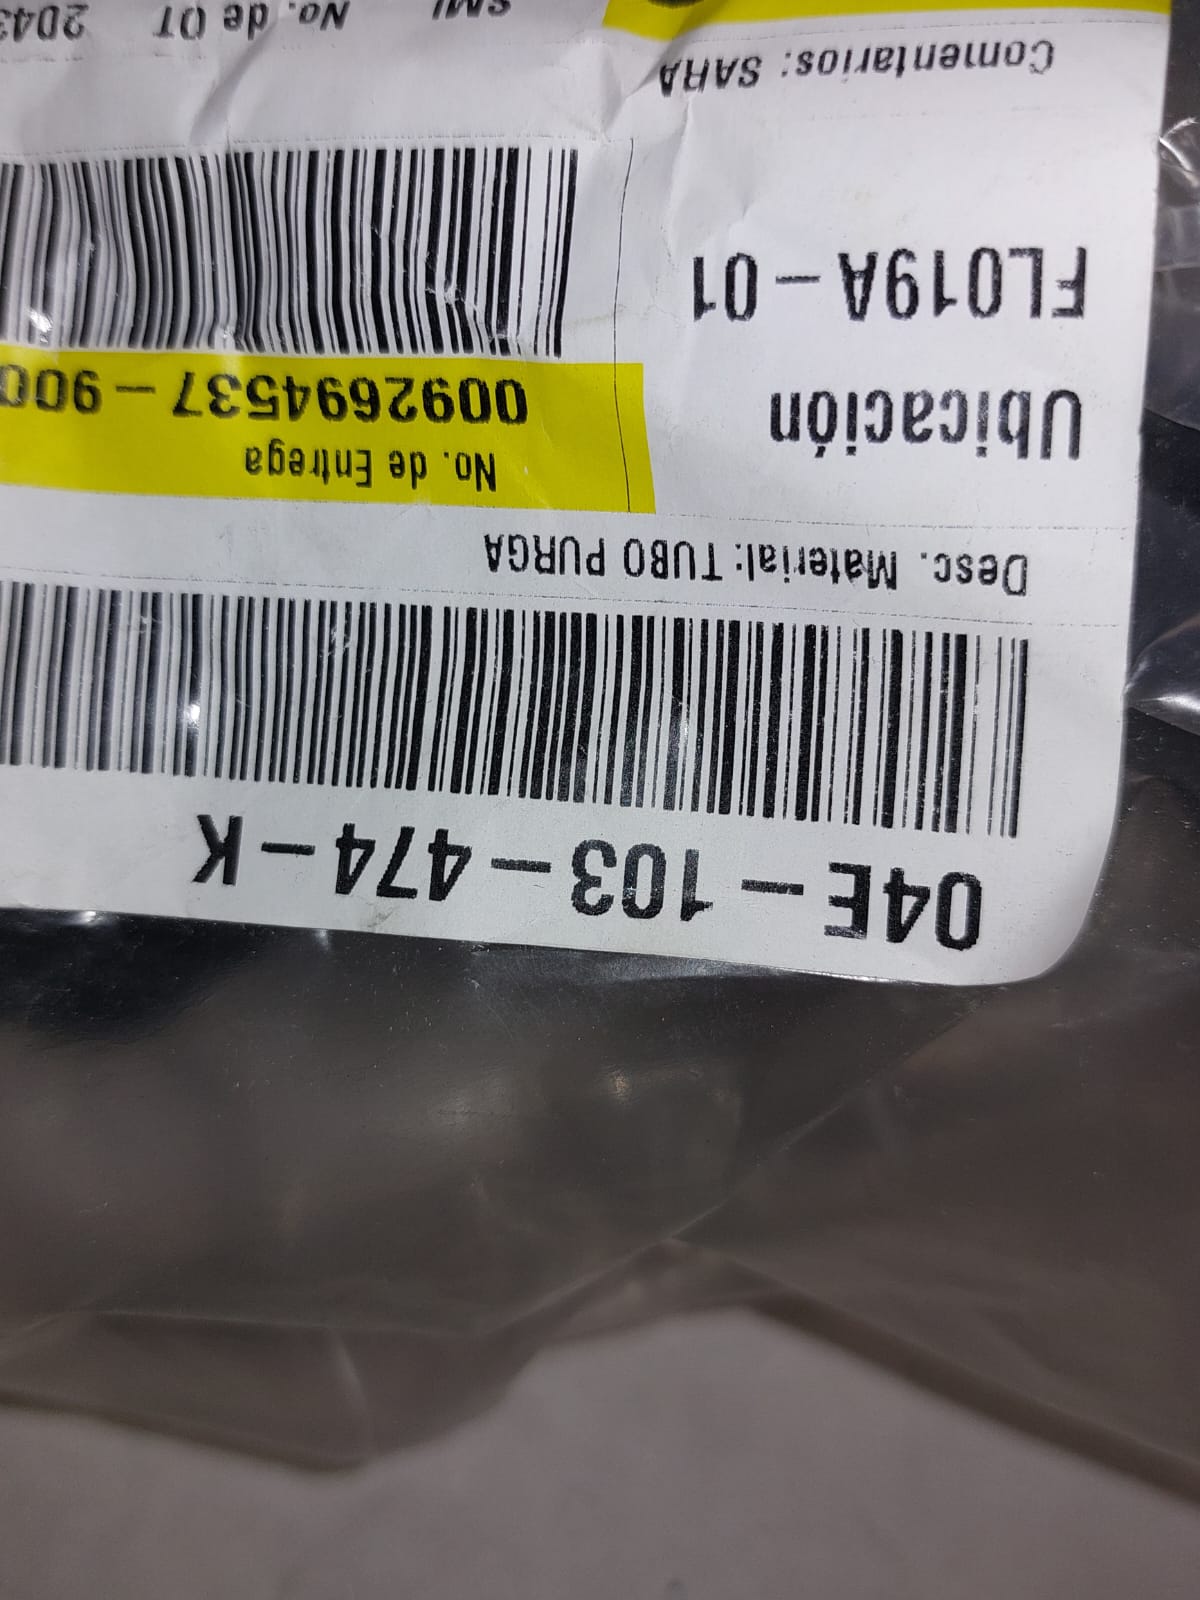 04E-103-474-K
Desc. Material: TUBO PURGA
No. de Entrega
Ubicación
0092694537-900
FL019A-01
Comentarios: SARA
No. de OT 2043